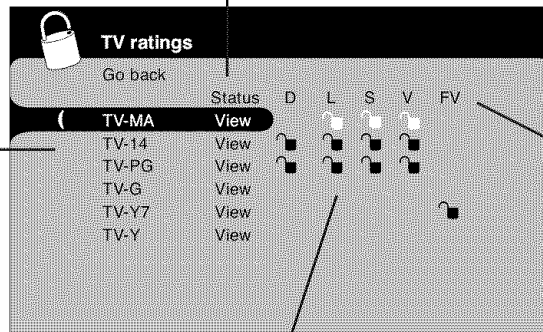 TV ratings
Go back
Status D L S V FV
TV-MA View
TV-14 View
TV-PG View
TV-G View
TV-Y7 View
TV-Y View